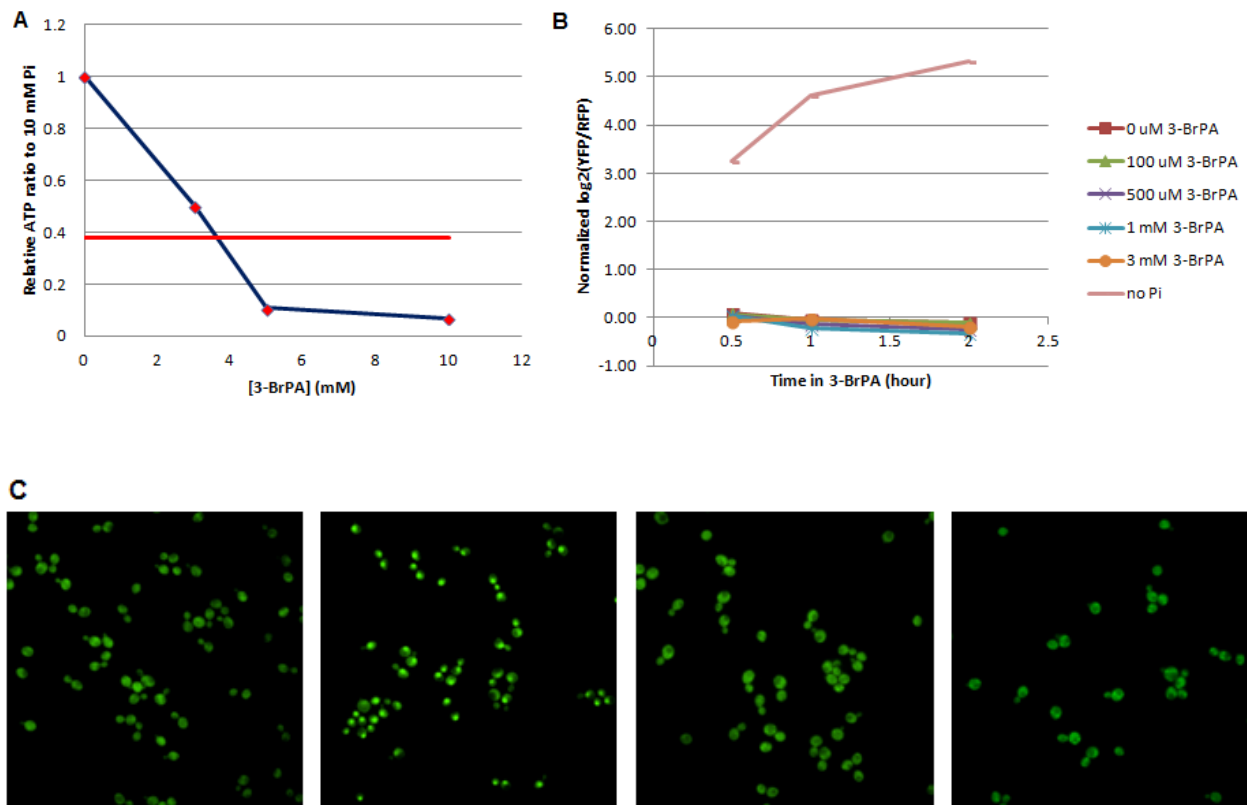 A
Relative ATP ratio to 10 mM Pi
1.2
1
0.8
0.6
0.4
0.2
0
0 2 4 6 8 10 12
[3-BrPA] (mM)
B
Normalized log2(YFP/RFP)
6.00
5.00
4.00
3.00
2.00
1.00
0.00
-1.00
0 0.5 1 1.5 2 2.5
Time in 3-BrPA (hour)
0 uM 3-BrPA
100 uM 3-BrPA
500 uM 3-BrPA
1 mM 3-BrPA
3 mM 3-BrPA
no Pi
C